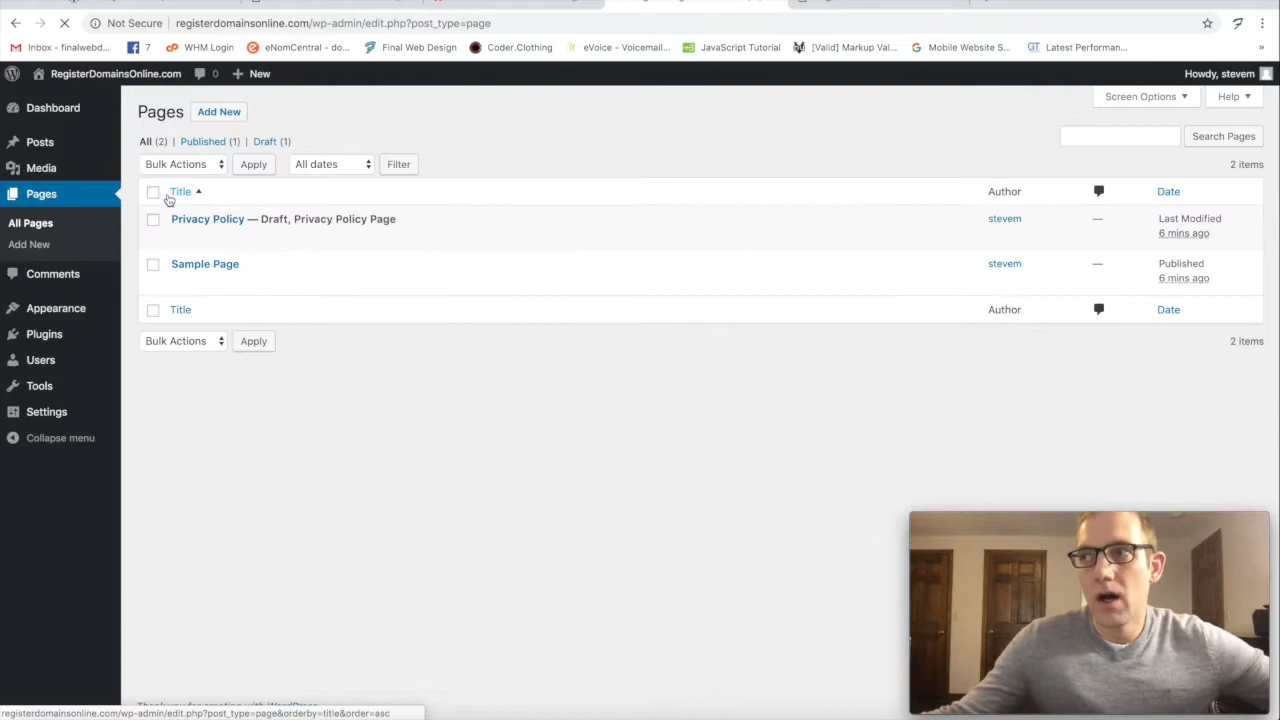 Not Secure | registerdomainsonline.com/wp-admin/edit.php?post_type=page
Inbox - finalwebd... 7 WHM Login eNomCentral - do... Final Web Design Coder.Clothing eVoice - Voicemail... JavaScript Tutorial [Valid] Markup Val... Mobile Website S... Latest Performan... »
RegisterDomainsOnline.com 0 + New Howdy, stevem
Dashboard
Posts
Media
Pages
All Pages
Add New
Comments
Appearance
Plugins
Users
Tools
Settings
Collapse menu
Screen Options Help
Pages Add New
All (2) | Published (1) | Draft (1)
Search Pages
Bulk Actions Apply All dates Filter 2 items
Title Author Date
Privacy Policy — Draft, Privacy Policy Page stevem — Last Modified
6 mins ago
Sample Page stevem — Published
6 mins ago
Title Author Date
Bulk Actions Apply 2 items
registerdomainsonline.com/wp-admin/edit.php?post_type=page&orderby=title&order=asc